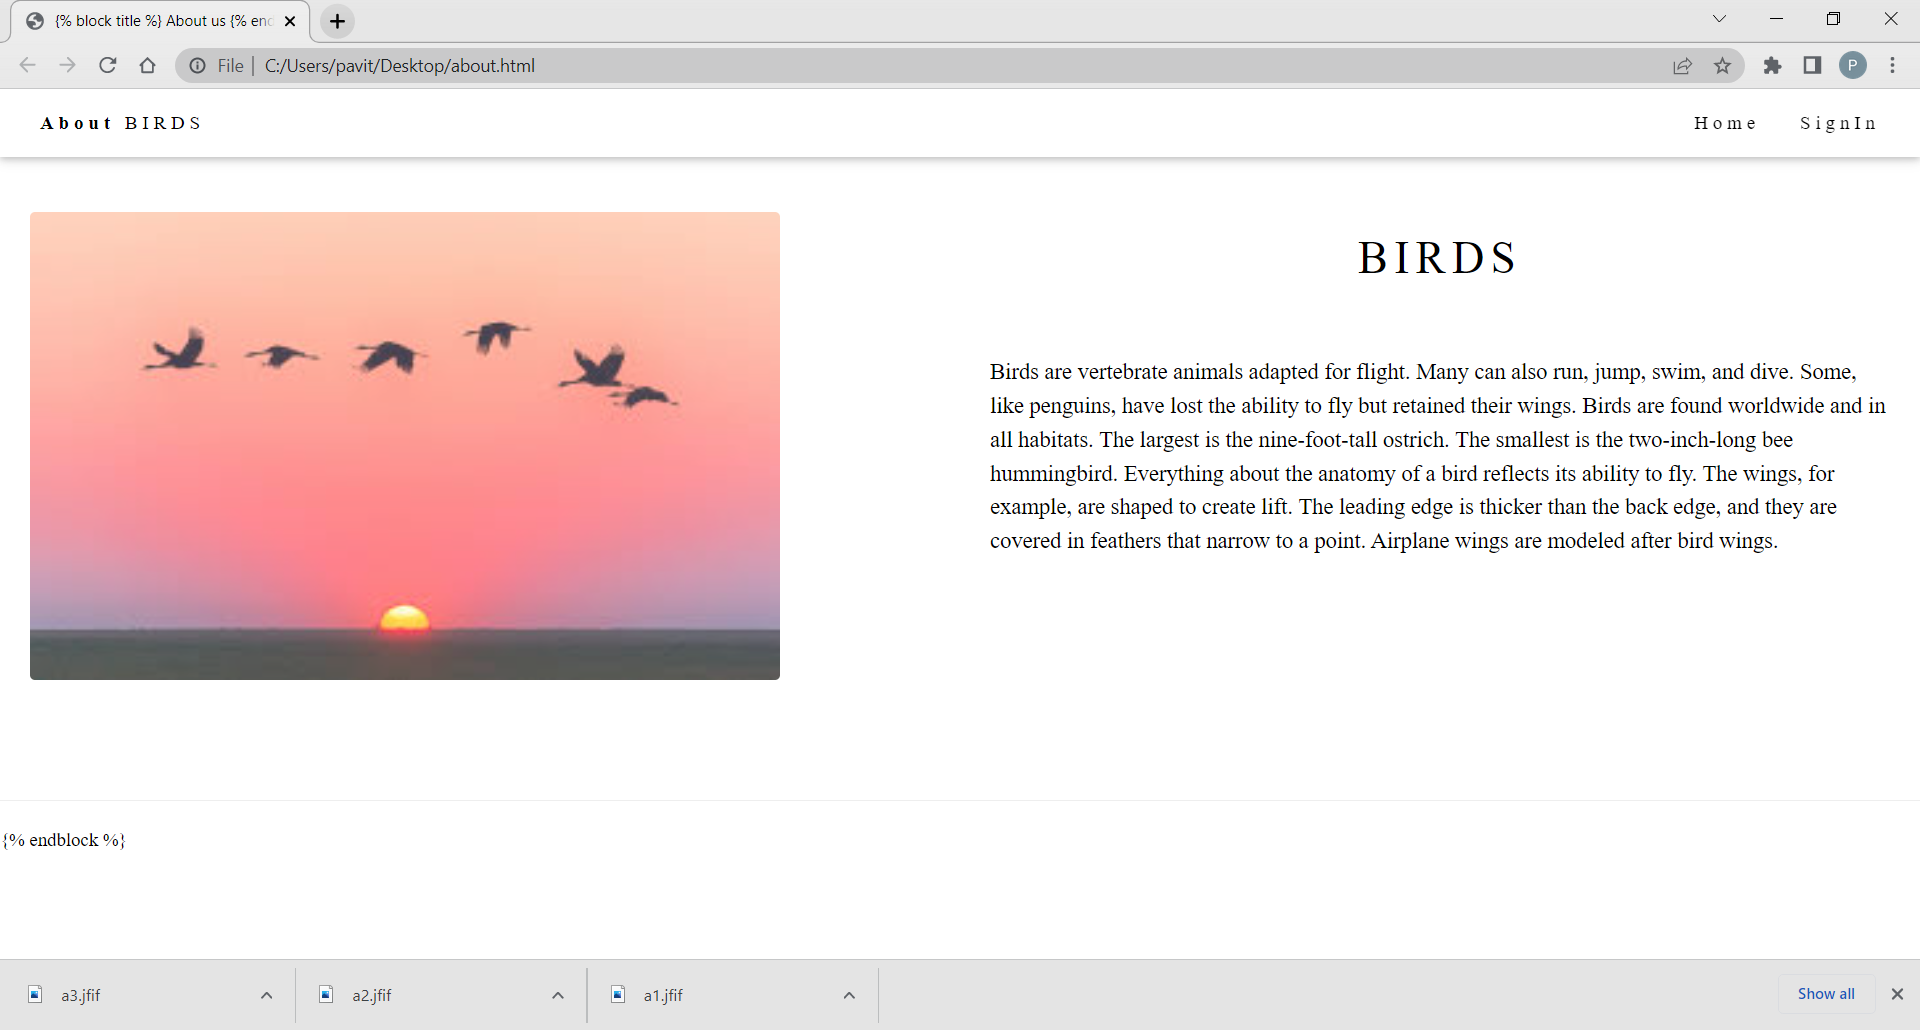 {% block title %} About us {% end
File | C:/Users/pavit/Desktop/about.html
P
About BIRDS
Home
SignIn
BIRDS
Birds are vertebrate animals adapted for flight. Many can also run, jump, swim, and dive. Some,
like penguins, have lost the ability to fly but retained their wings. Birds are found worldwide and in
all habitats. The largest is the nine-foot-tall ostrich. The smallest is the two-inch-long bee
hummingbird. Everything about the anatomy of a bird reflects its ability to fly. The wings, for
example, are shaped to create lift. The leading edge is thicker than the back edge, and they are
covered in feathers that narrow to a point. Airplane wings are modeled after bird wings.
{% endblock %}
a3.jfif
a2.jfif
a1.jfif
Show all